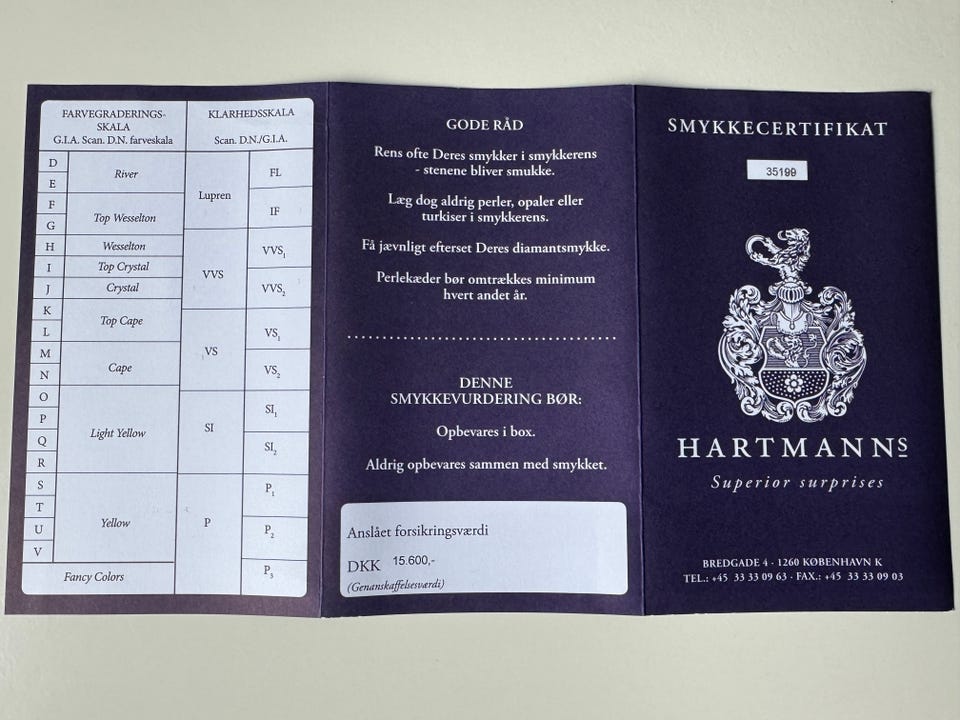 FARVEGRADERINGS-
SKALA
G.I.A. Scan. D.N. farveskala
D
E
River
F
G
Top Wesselton
H
Wesselton
I
Top Crystal
J
Crystal
K
L
Top Cape
M
N
Cape
O
P
Q
R
Light Yellow
S
T
U
V
Yellow
Fancy Colors
KLARHEDSSKALA
Scan. D.N./G.I.A.
Lupren
FL
IF
VVS
VVS₁
VVS₂
VS
VS₁
VS₂
SI
SI₁
SI₂
P
P₁
P₂
P₃
GODE RÅD
Rens ofte Deres smykker i smykkerens
- stenene bliver smukke.
Læg dog aldrig perler, opaler eller
turkiser i smykkerens.
Få jævnligt efterset Deres diamantsmykke.
Perlekæder bør omtrækkes minimum
hvert andet år.
DENNE
SMYKKEVURDERING BØR:
Opbevares i box.
Aldrig opbevares sammen med smykket.
Anslået forsikringsværdi
DKK 15.600,-
(Genanskaffelsesværdi)
SMYKKECERTIFIKAT
35199
HARTMANNS
Superior surprises
BREDGADE 4 · 1260 KØBENHAVN K
TEL.: +45 33 33 09 63 · FAX.: +45 33 33 09 03